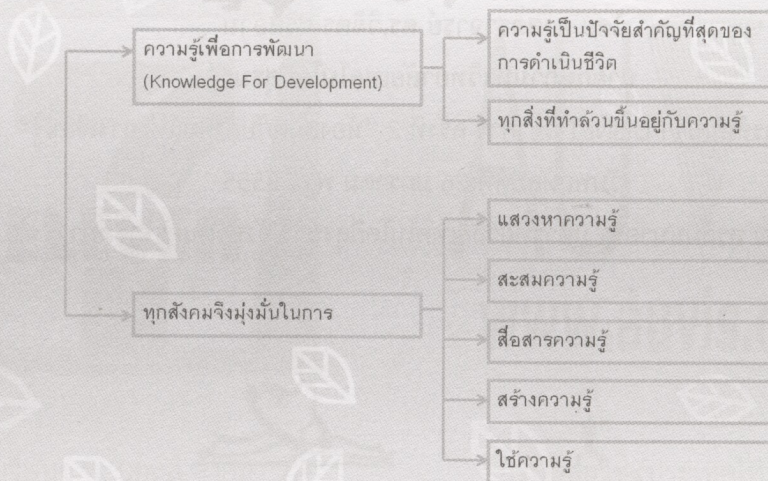 ความรู้เพื่อการพัฒนา
(Knowledge For Development)
ความรู้เป็นปัจจัยสำคัญที่สุดของ
การดำเนินชีวิต
ทุกสิ่งที่ทำล้วนขึ้นอยู่กับความรู้
ทุกสังคมจึงมุ่งมั่นในการ
แสวงหาความรู้
สะสมความรู้
สื่อสารความรู้
สร้างความรู้
ใช้ความรู้